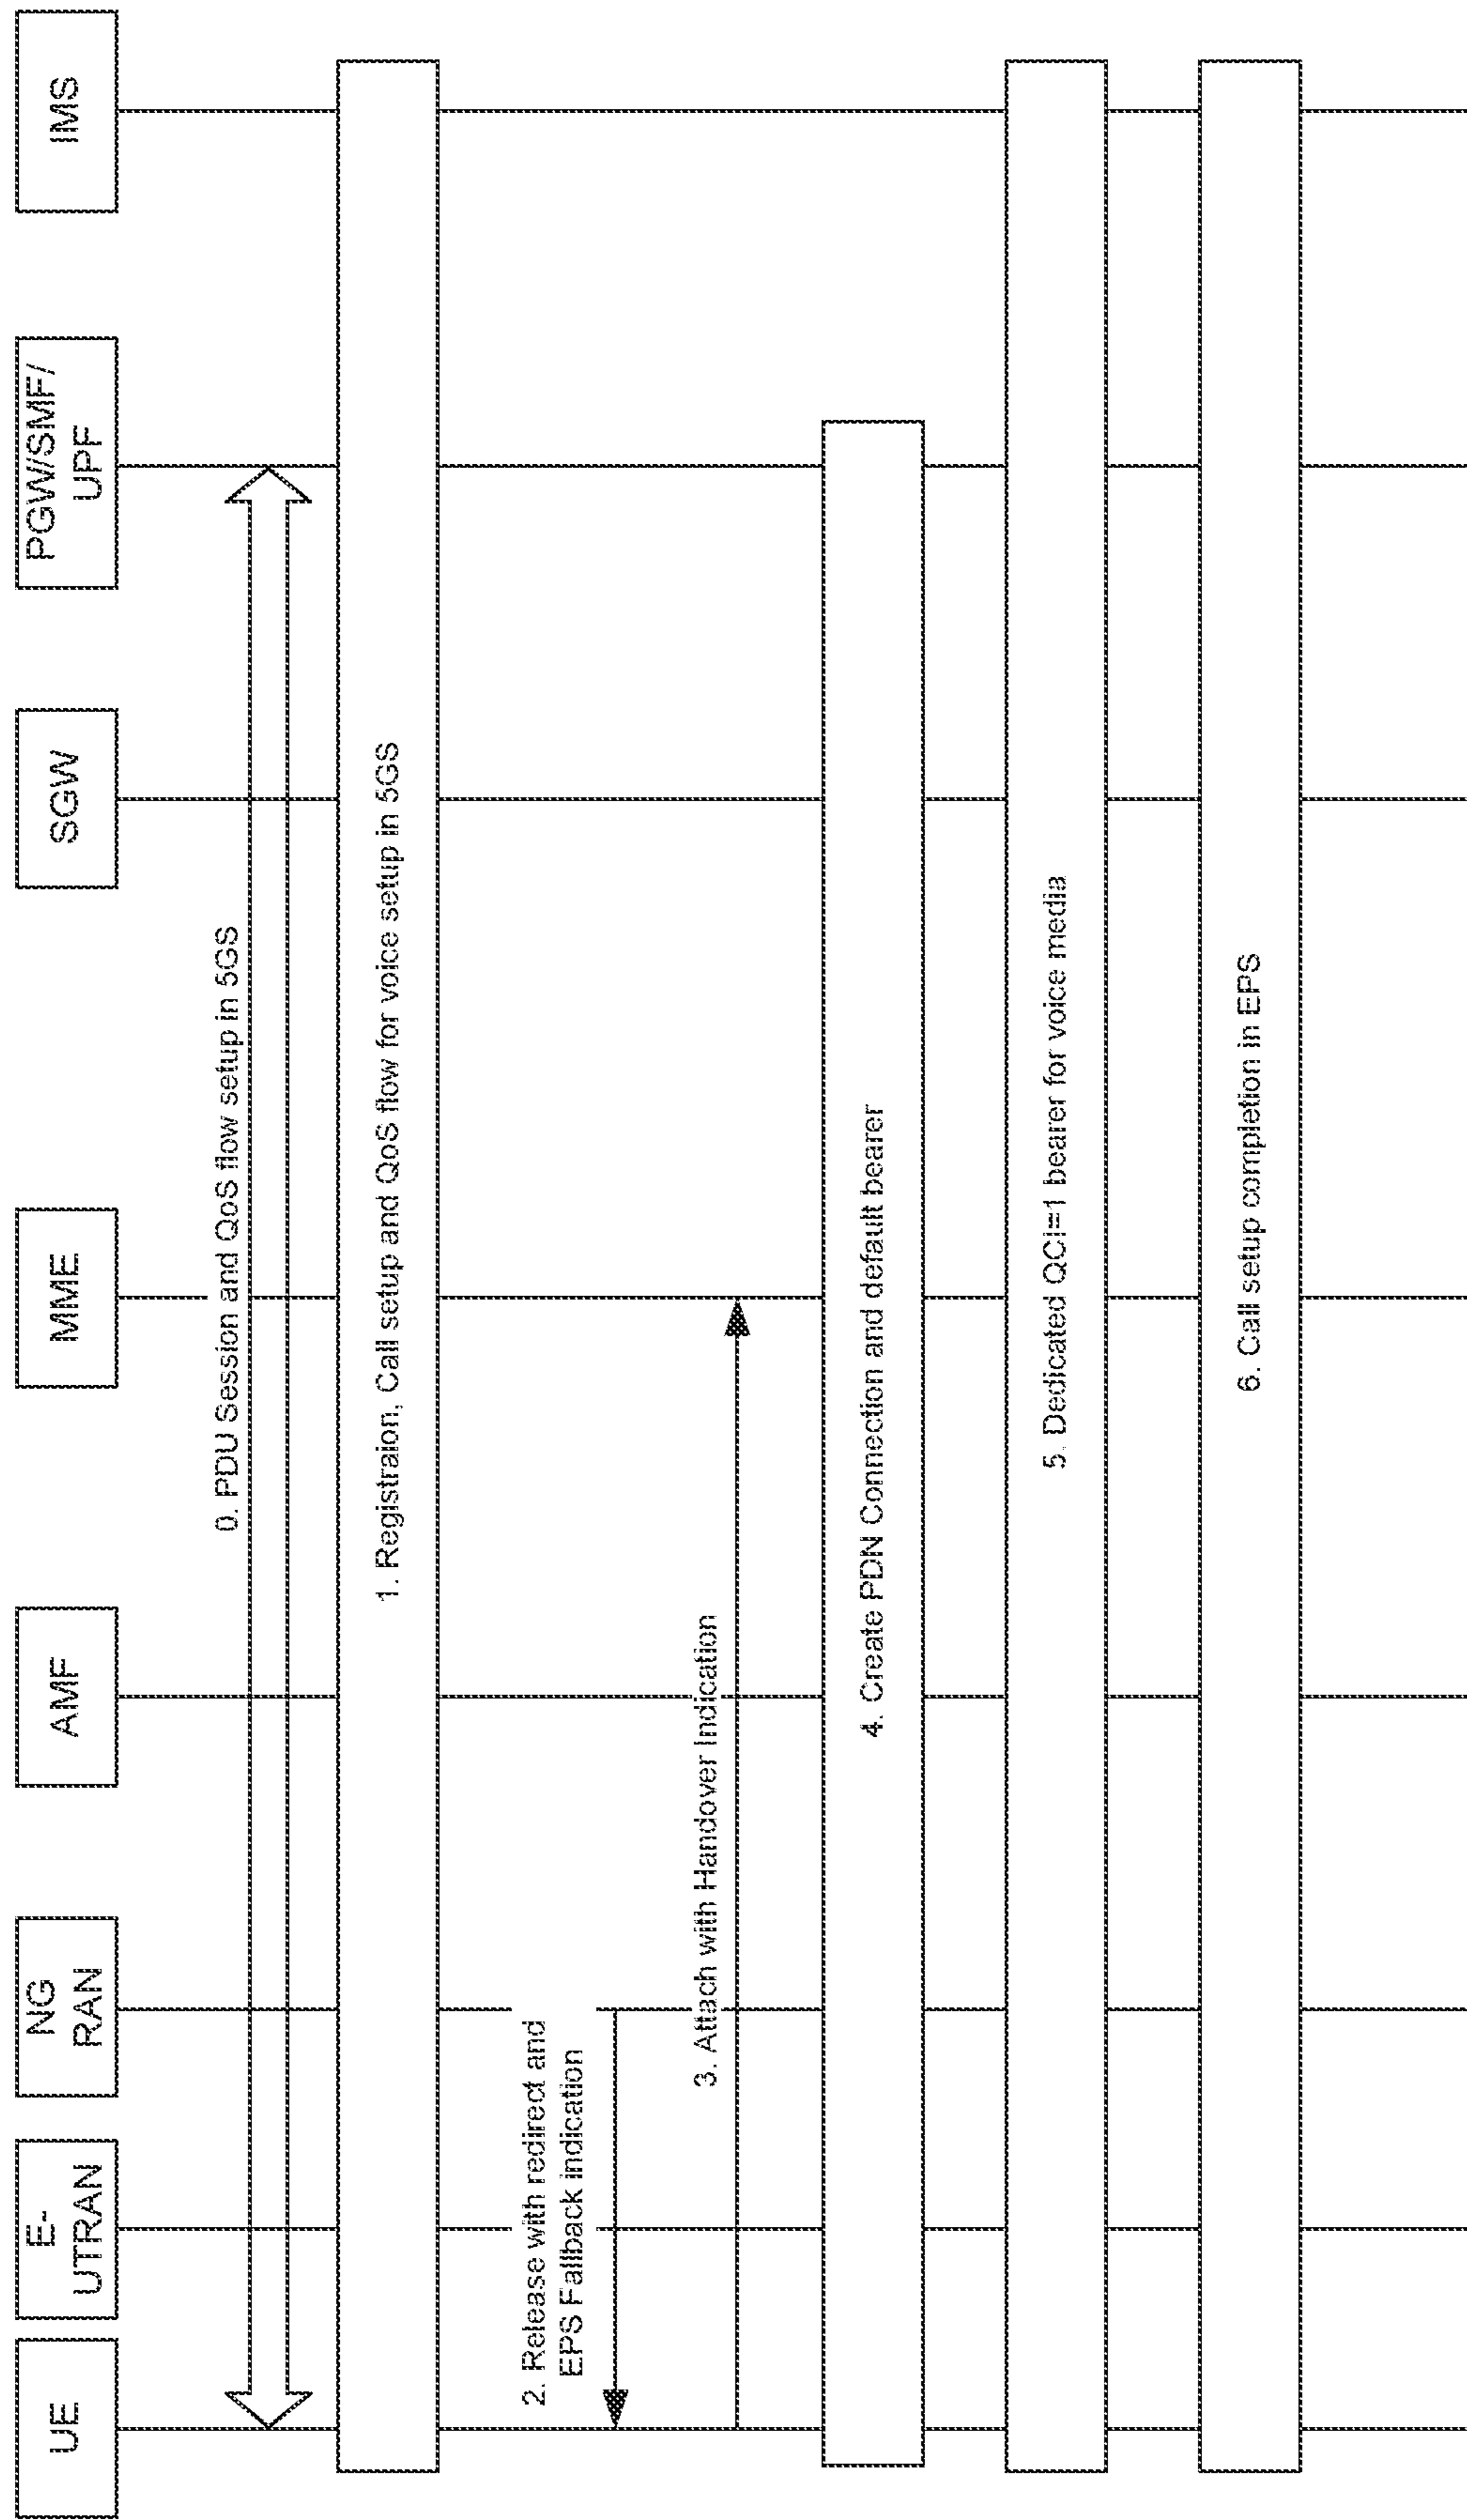 UE
E-
UTRAN
NG
RAN
AMF
MME
SGW
PGW/SMF/
UPF
IMS
0. PDU Session and QoS flow setup in 5GS
1. Registraion, Call setup and QoS flow for voice setup in 5GS
2. Release with redirect and
EPS Fallback indication
3. Attach with Handover Indication
4. Create PDN Connection and default bearer
5. Dedicated QCI=1 bearer for voice media
6. Call setup completion in EPS